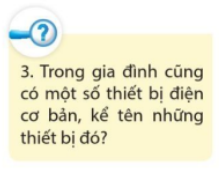 ?
3. Trong gia đình cũng
có một số thiết bị điện
cơ bản, kể tên những
thiết bị đó?